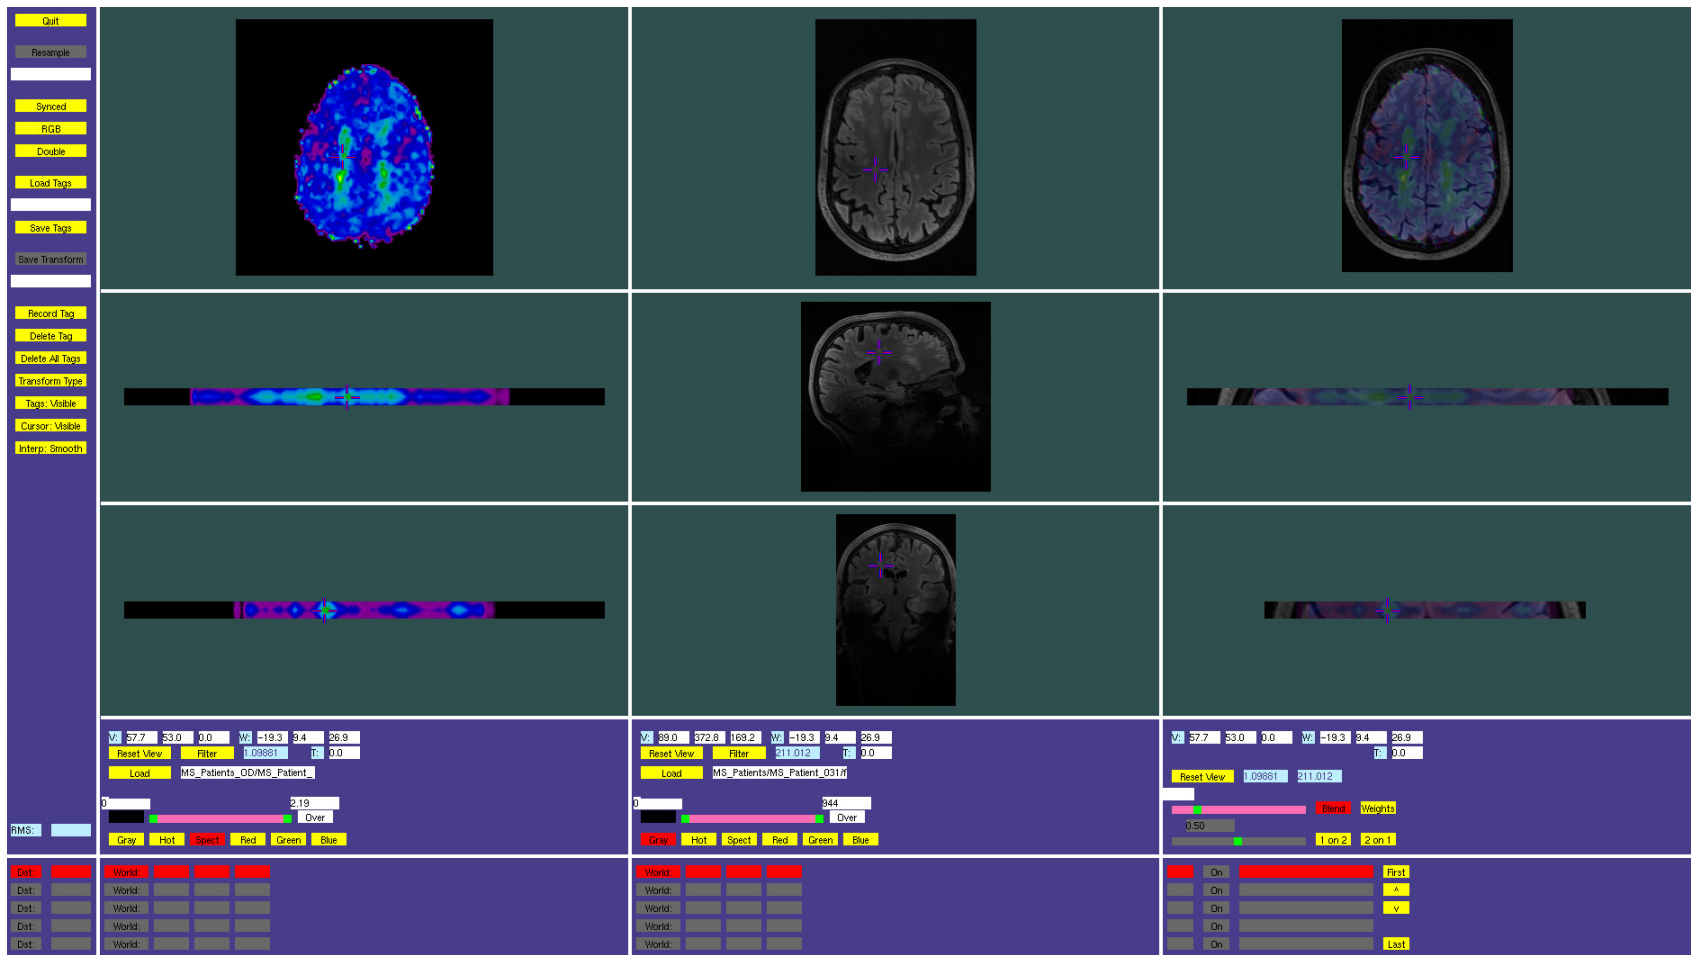 Quit
Resample
Synced
RGB
Double
Load Tags
Save Tags
Save Transform
Record Tag
Delete Tag
Delete All Tags
Transform Type
Tags: Visible
Cursor: Visible
Interp: Smooth
RMS:
V: 57.7 53.0 0.0 W: -19.3 9.4 26.9
Reset View Filter 1.09881 T: 0.0
Load MS_Patients_OD/MS_Patient_
0 2.19
Over
Gray Hot Spect Red Green Blue
V: 89.0 372.8 169.2 W: -19.3 9.4 26.9
Reset View Filter 211.012 T: 0.0
Load MS_Patients/MS_Patient_031/f
0 944
Over
Gray Hot Spect Red Green Blue
V: 57.7 53.0 0.0 W: -19.3 9.4 26.9
T: 0.0
Reset View 1.09881 211.012
Blend Weights
0.50
1 on 2 2 on 1
Dst: World: World: On First
Dst: World: World: On ^
Dst: World: World: On v
Dst: World: World: On
Dst: World: World: On Last